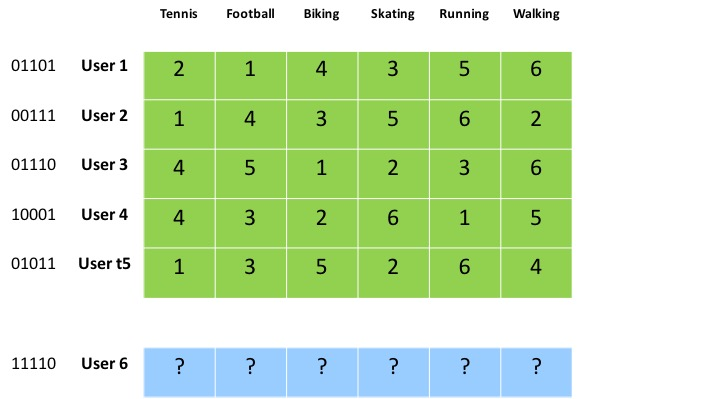 Tennis Football Biking Skating Running Walking
01101 User 1 2 1 4 3 5 6
00111 User 2 1 4 3 5 6 2
01110 User 3 4 5 1 2 3 6
10001 User 4 4 3 2 6 1 5
01011 User t5 1 3 5 2 6 4
11110 User 6 ? ? ? ? ? ?